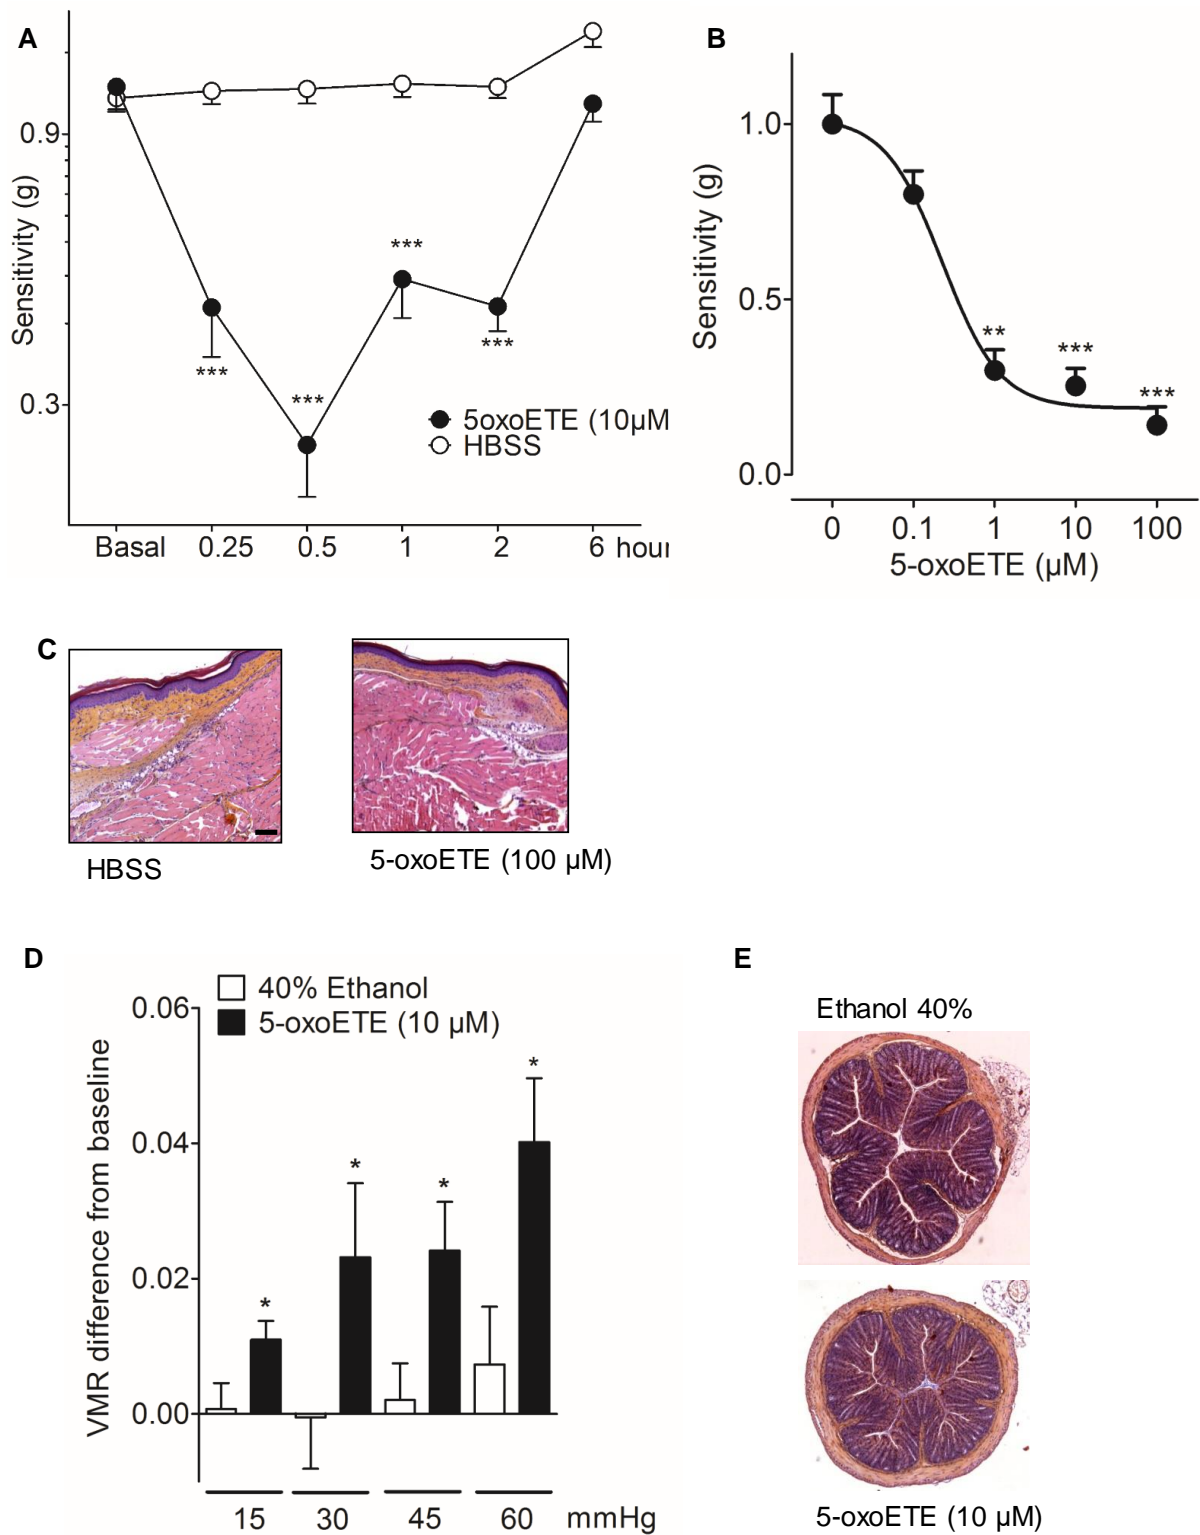 A
Sensitivity (g)
0.9
0.3
***
***
***
***
5oxoETE (10µM
HBSS
Basal 0.25 0.5 1 2 6 hour
B
Sensitivity (g)
1.0
0.5
0.0
**
***
***
0 0.1 1 10 100
5-oxoETE (µM)
C
HBSS
5-oxoETE (100 µM)
D
40% Ethanol
5-oxoETE (10 µM)
VMR difference from baseline
0.06
0.04
0.02
0.00
*
*
*
*
15 30 45 60 mmHg
E
Ethanol 40%
5-oxoETE (10 µM)